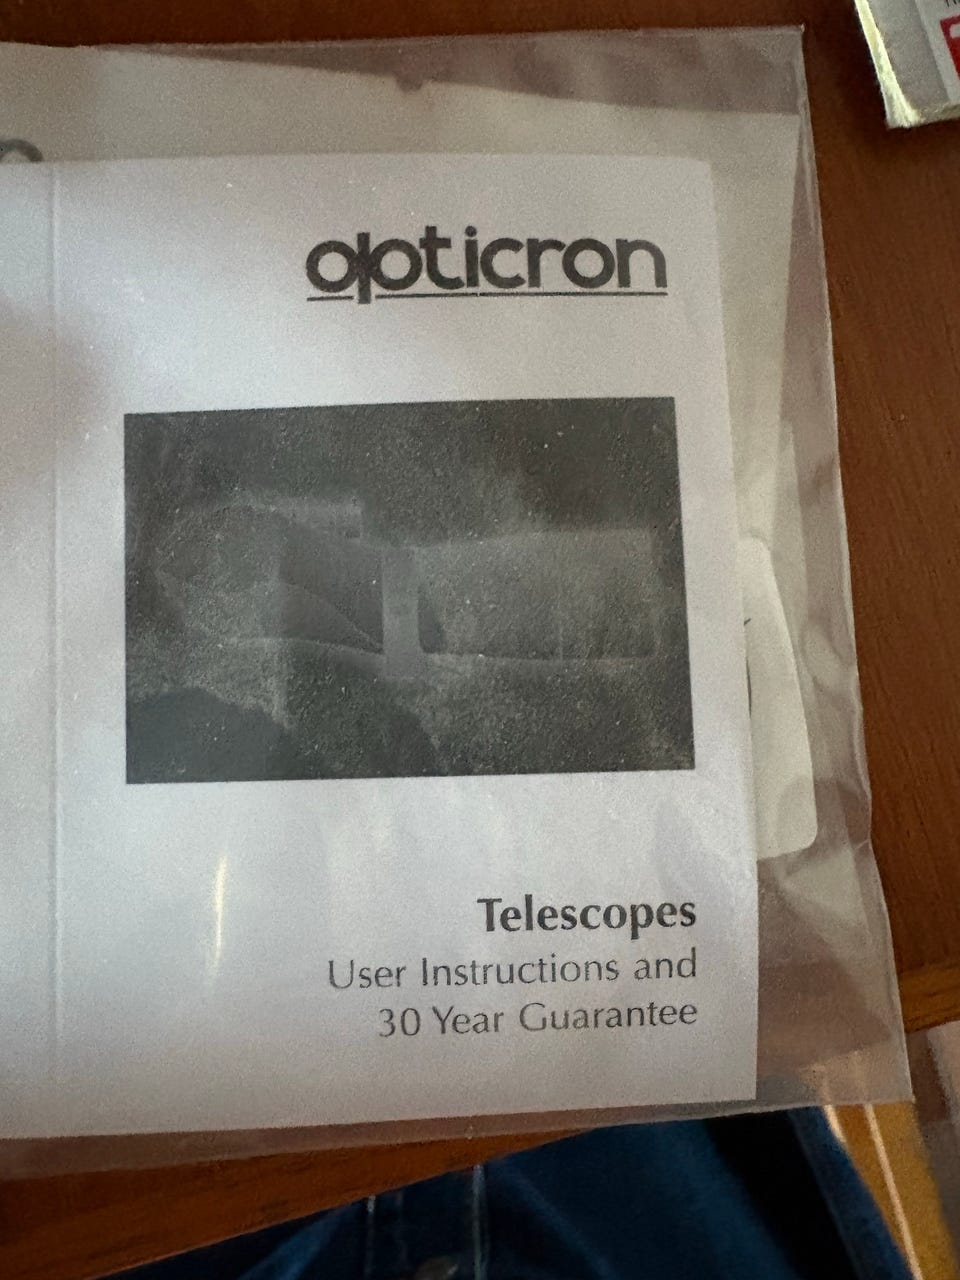 opticron
Telescopes
User Instructions and
30 Year Guarantee